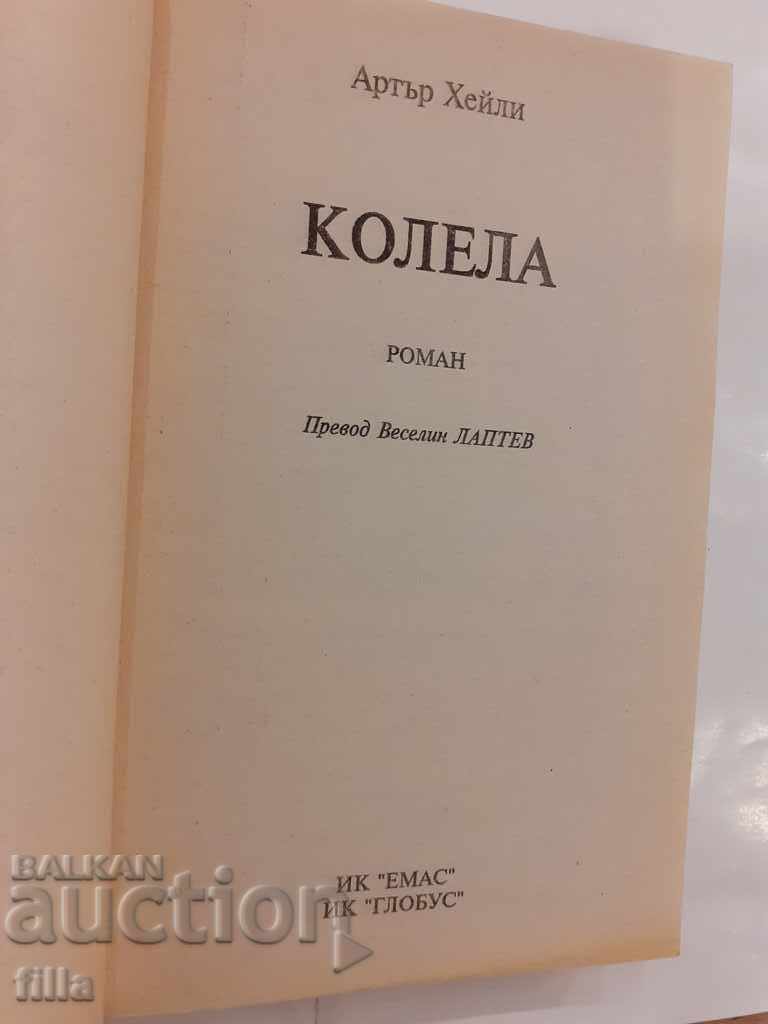 Артър Хейли
КОЛЕЛА
РОМАН
Превод Веселин ЛАПТЕВ
ИК "ЕМАС"
ИК "ГЛОБУС"
BALKAN
auction
filla